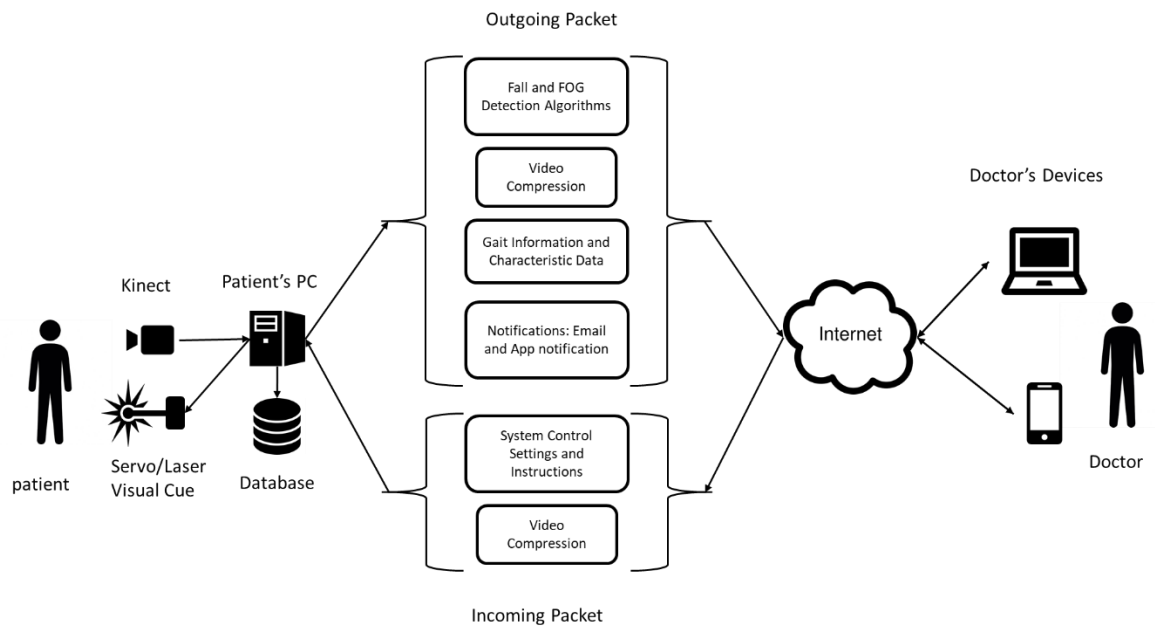 Outgoing Packet
Fall and FOG
Detection Algorithms
Video
Compression
Gait Information and
Characteristic Data
Notifications: Email
and App notification
Kinect
Patient's PC
Servo/Laser
Visual Cue
Database
patient
Internet
Doctor's Devices
Doctor
System Control
Settings and
Instructions
Video
Compression
Incoming Packet